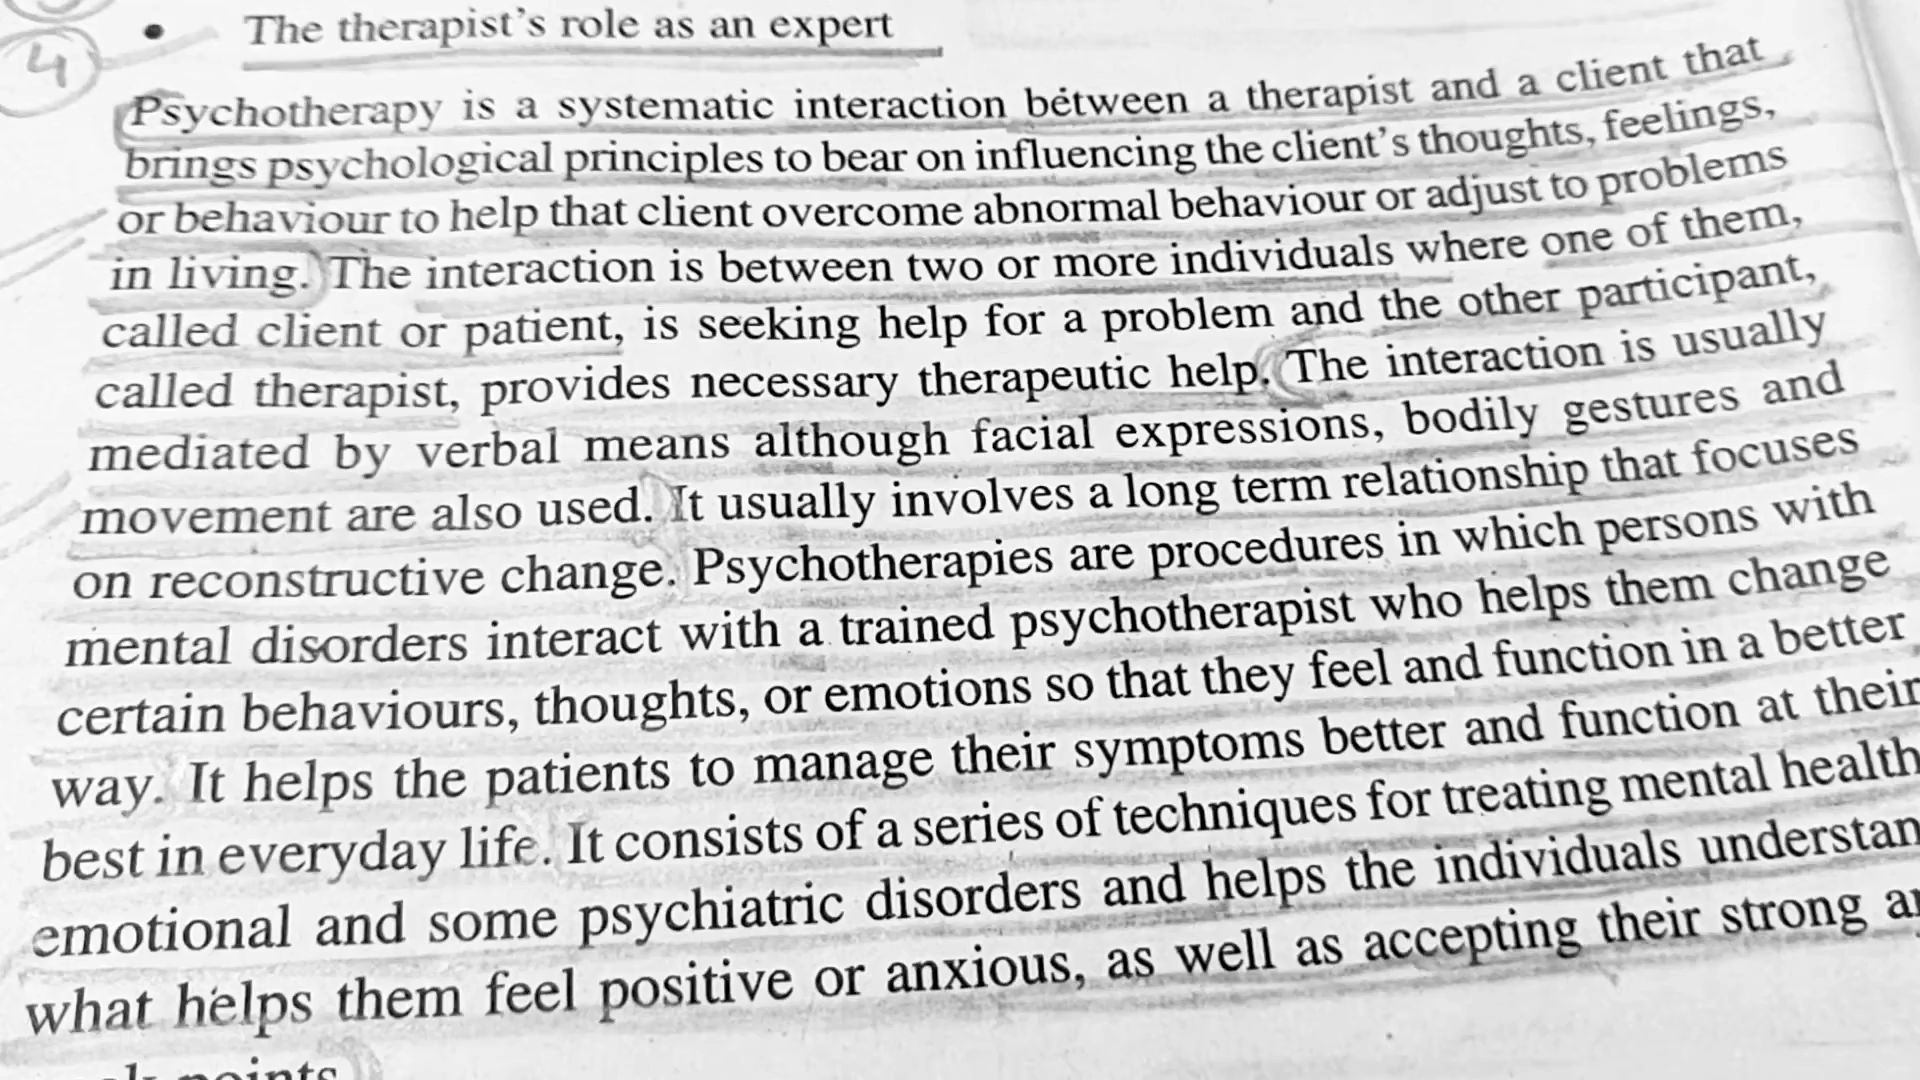 4
• The therapist's role as an expert
Psychotherapy is a systematic interaction between a therapist and a client that
brings psychological principles to bear on influencing the client's thoughts, feelings,
or behaviour to help that client overcome abnormal behaviour or adjust to problems
in living. The interaction is between two or more individuals where one of them,
called client or patient, is seeking help for a problem and the other participant,
called therapist, provides necessary therapeutic help. The interaction is usually
mediated by verbal means although facial expressions, bodily gestures and
movement are also used. It usually involves a long term relationship that focuses
on reconstructive change. Psychotherapies are procedures in which persons with
mental disorders interact with a trained psychotherapist who helps them change
certain behaviours, thoughts, or emotions so that they feel and function in a better
way. It helps the patients to manage their symptoms better and function at their
best in everyday life. It consists of a series of techniques for treating mental health
emotional and some psychiatric disorders and helps the individuals understan
what helps them feel positive or anxious, as well as accepting their strong
points